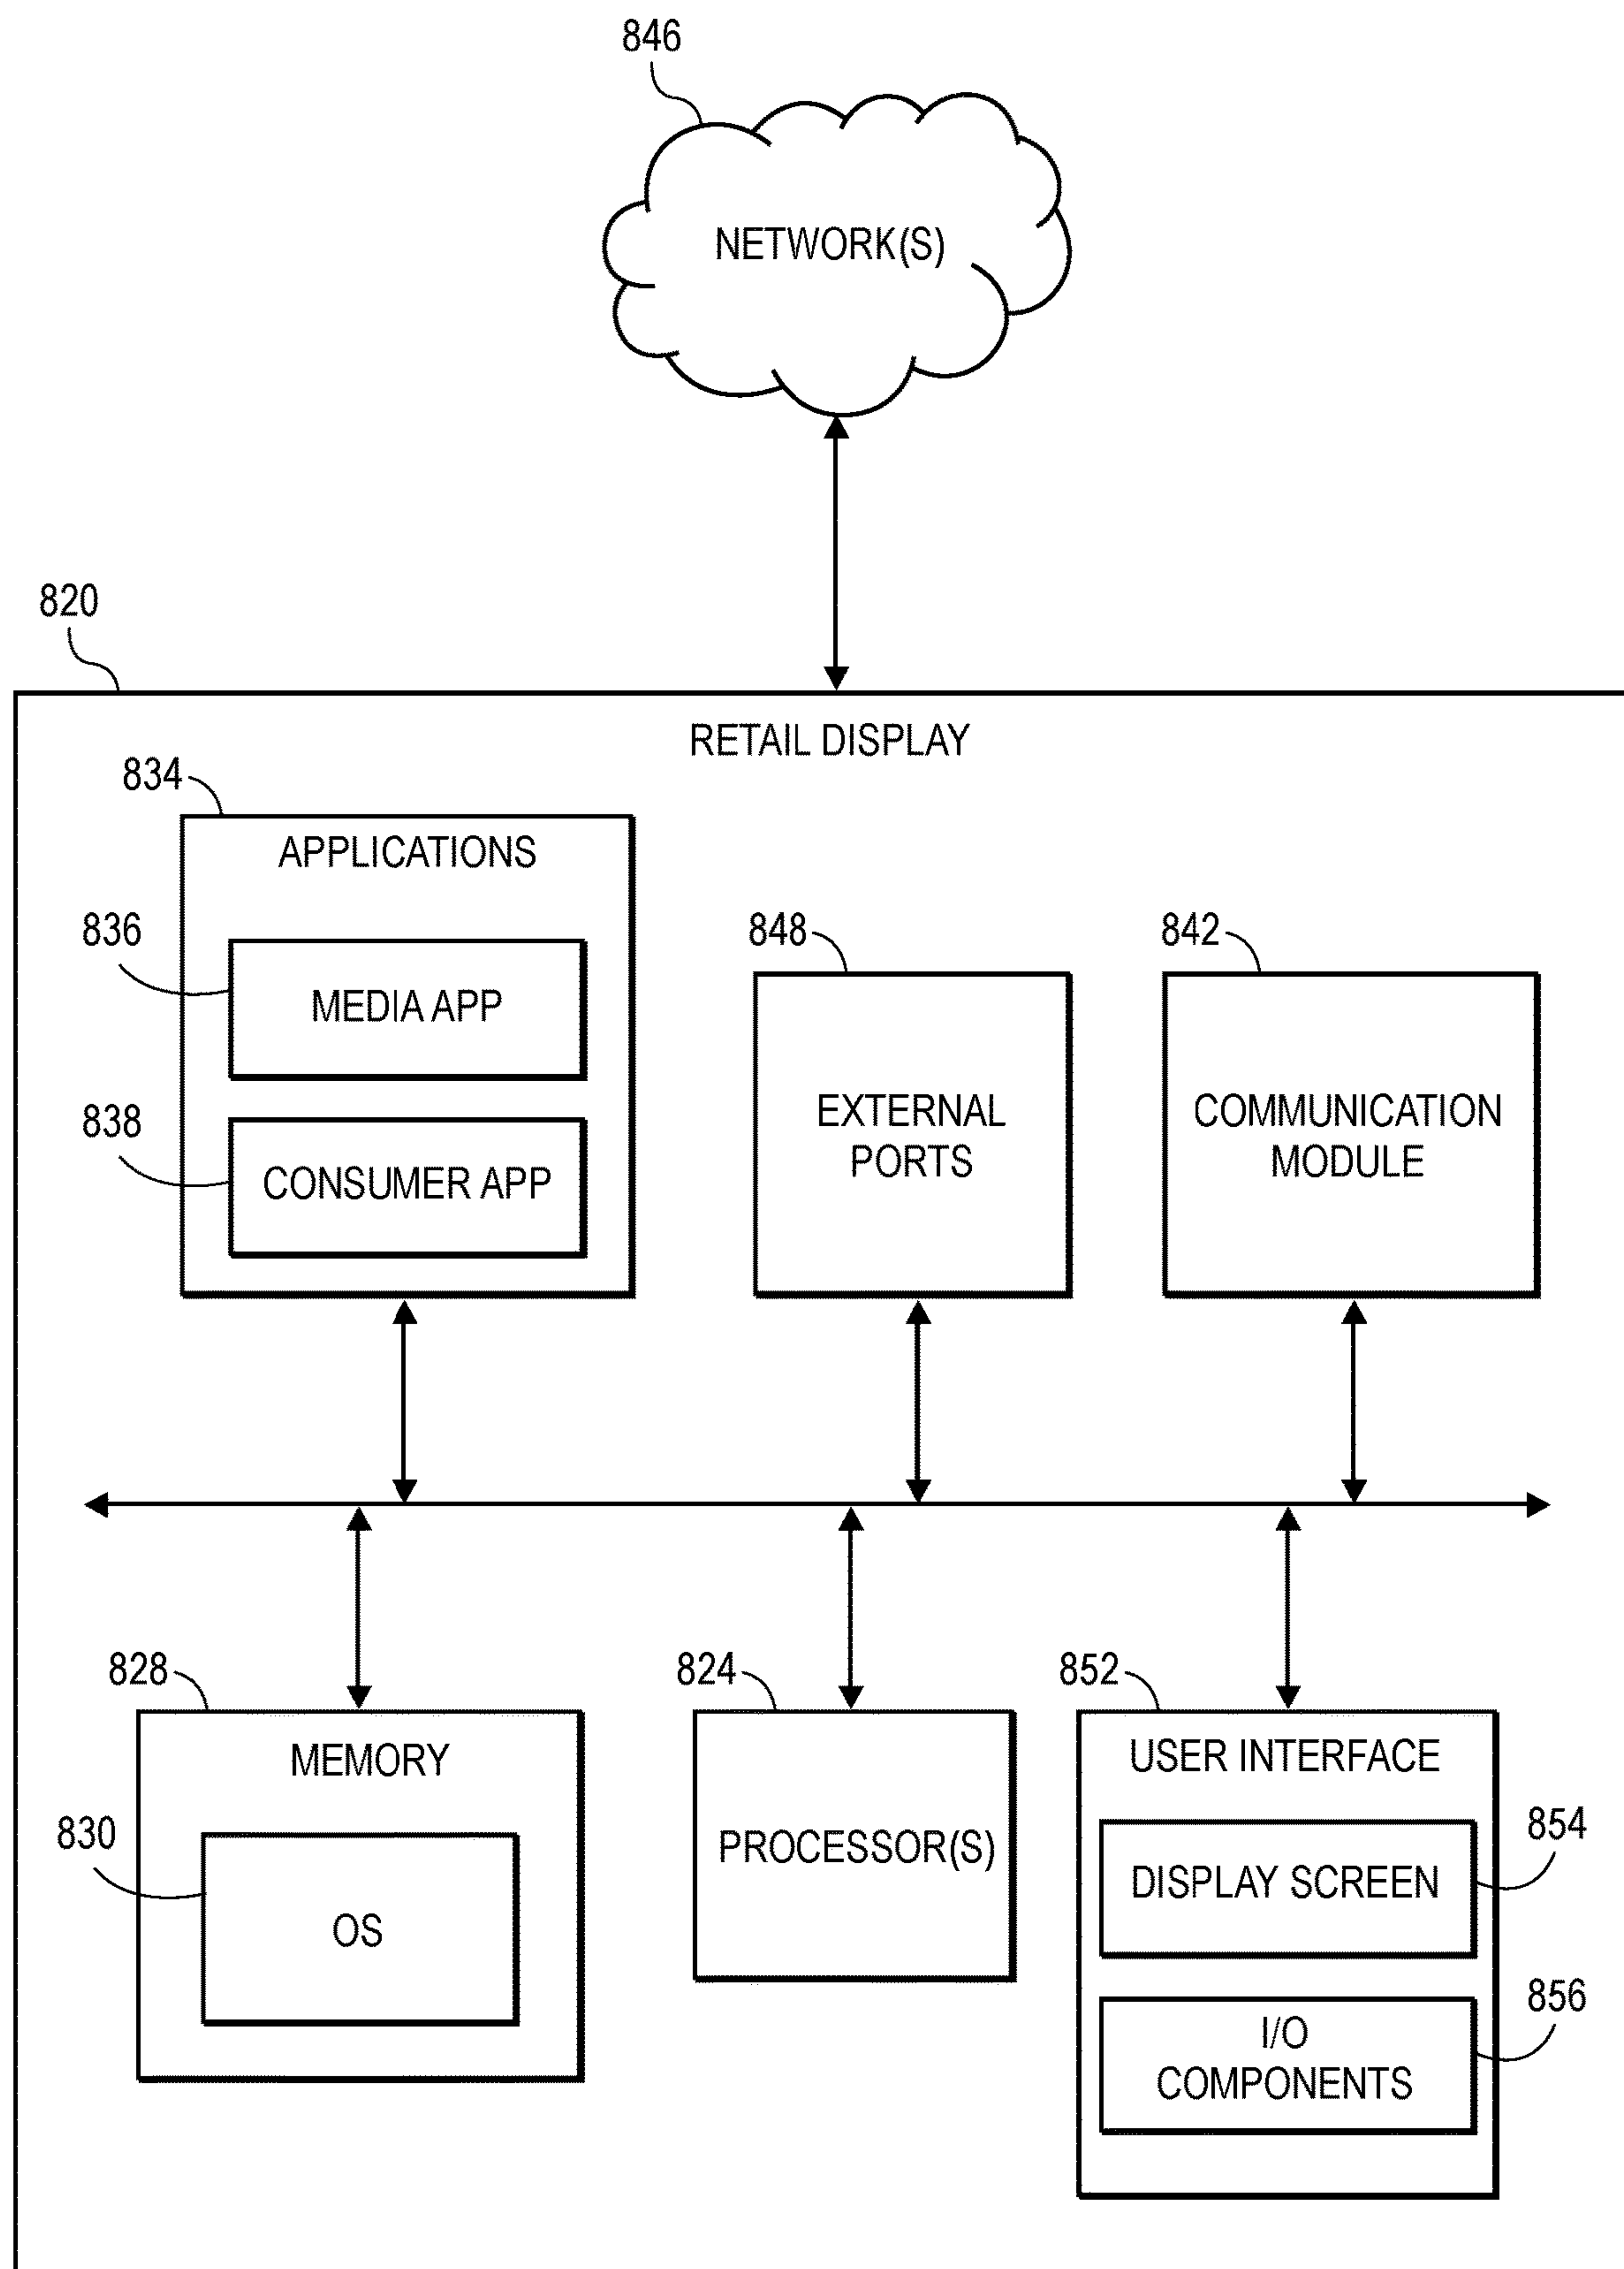 846
NETWORK(S)
820
RETAIL DISPLAY
834
APPLICATIONS
836
MEDIA APP
838
CONSUMER APP
848
EXTERNAL
PORTS
842
COMMUNICATION
MODULE
828
MEMORY
830
OS
824
PROCESSOR(S)
852
USER INTERFACE
854
DISPLAY SCREEN
856
I/O
COMPONENTS